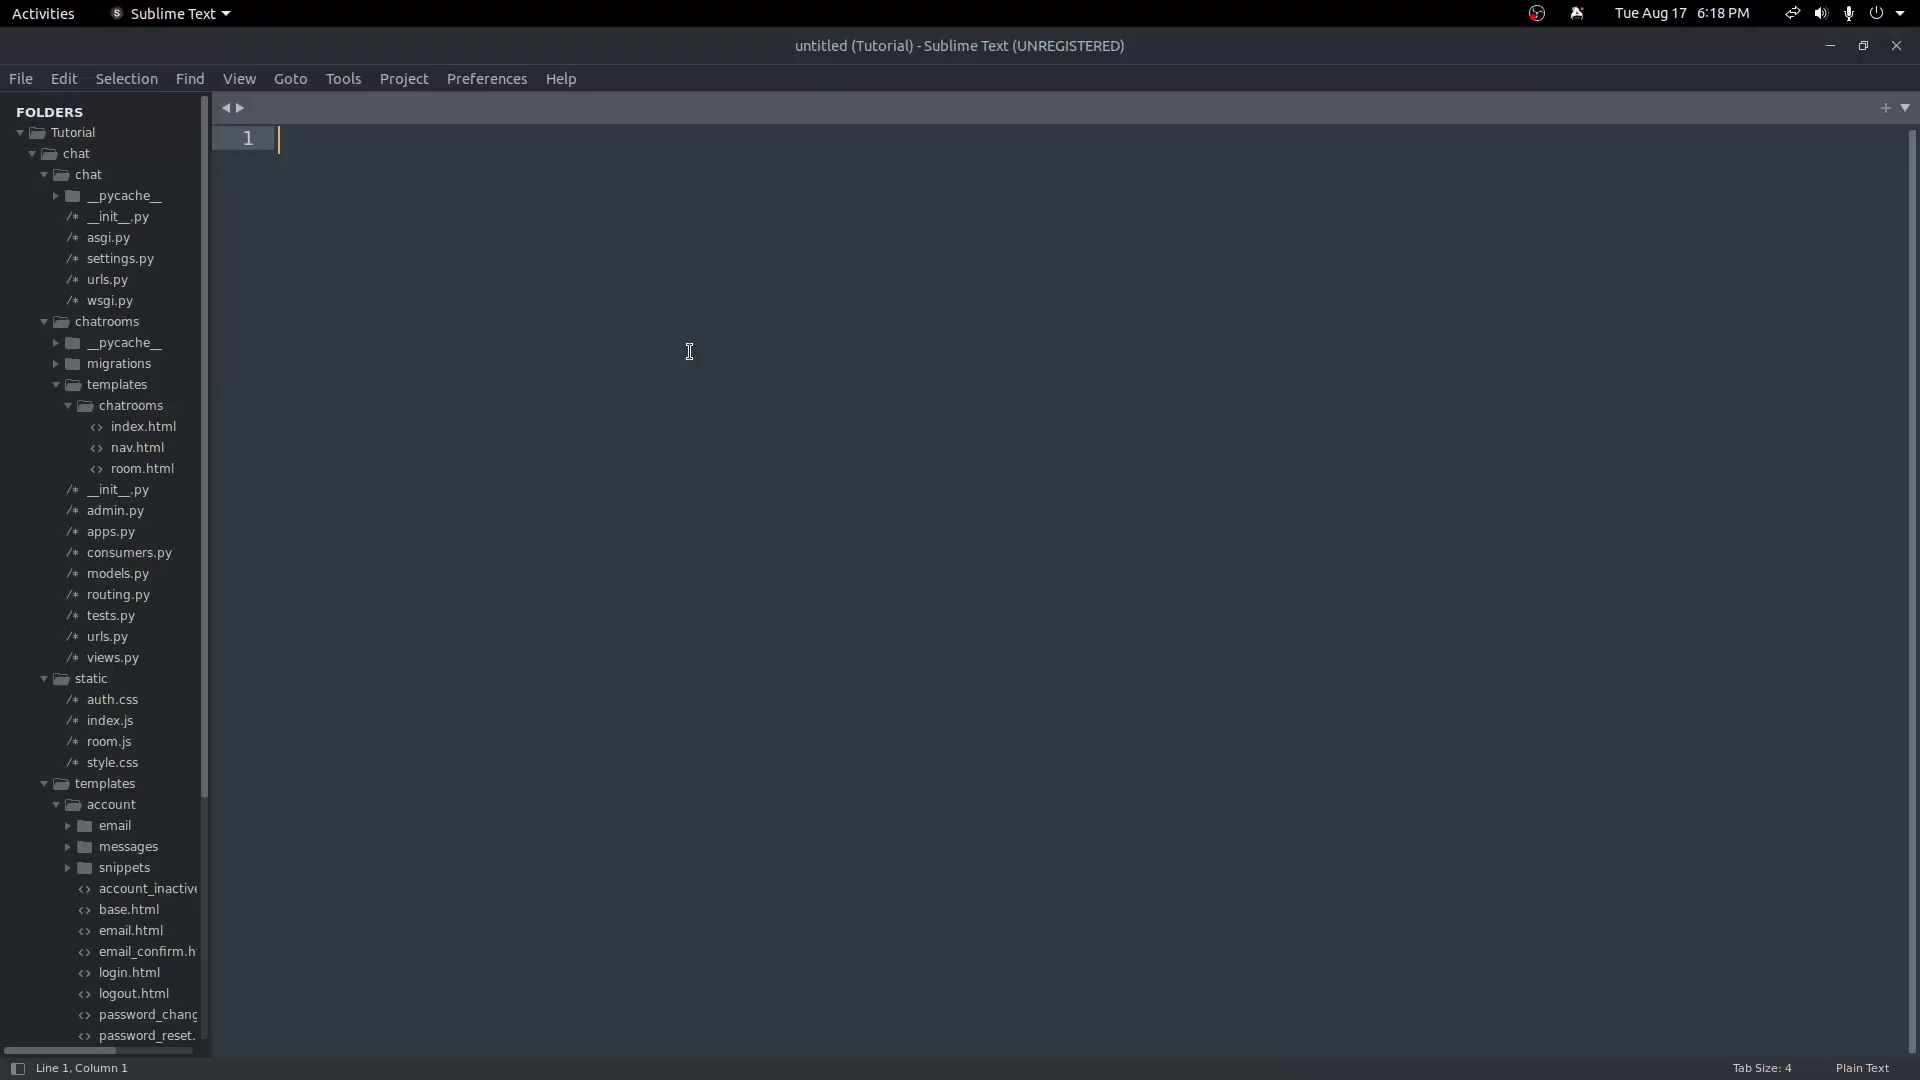 Activities
Sublime Text
Tue Aug 17 6:18 PM
untitled (Tutorial) - Sublime Text (UNREGISTERED)
File Edit Selection Find View Goto Tools Project Preferences Help
FOLDERS
Tutorial
chat
chat
__pycache__
__init__.py
asgi.py
settings.py
urls.py
wsgi.py
chatrooms
__pycache__
migrations
templates
chatrooms
index.html
nav.html
room.html
__init__.py
admin.py
apps.py
consumers.py
models.py
routing.py
tests.py
urls.py
views.py
static
auth.css
index.js
room.js
style.css
templates
account
email
messages
snippets
account_inactive
base.html
email.html
email_confirm.h
login.html
logout.html
password_chang
password_reset.
1
Line 1, Column 1
Tab Size: 4
Plain Text